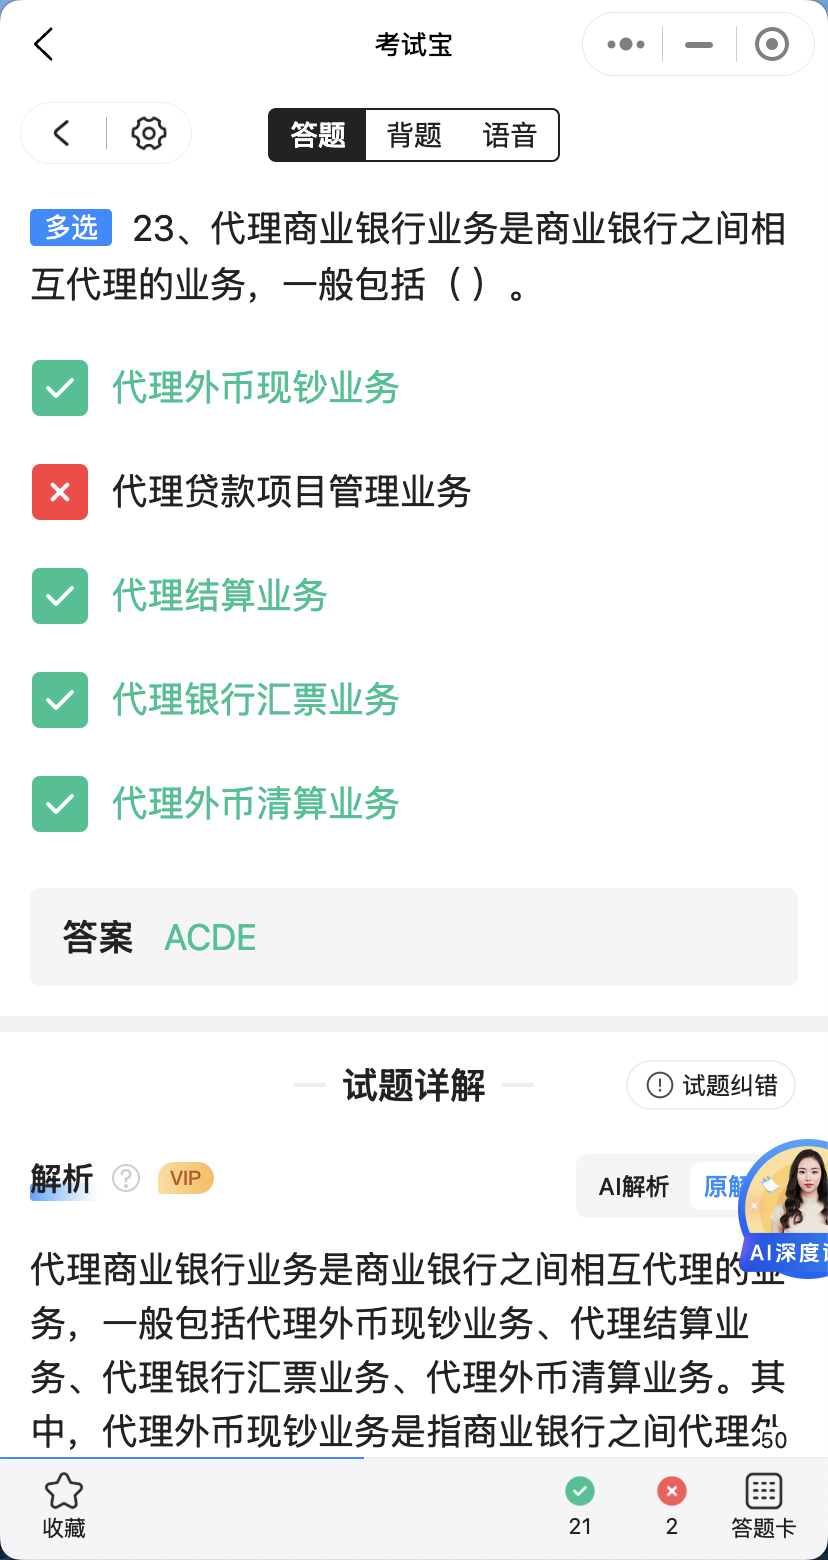 考试宝
答题 背题 语音
多选 23、代理商业银行业务是商业银行之间相
互代理的业务，一般包括（ ）。
代理外币现钞业务
代理贷款项目管理业务
代理结算业务
代理银行汇票业务
代理外币清算业务
答案 ACDE
试题详解
试题纠错
解析 ? VIP
AI解析 原解
AI深度
代理商业银行业务是商业银行之间相互代理的业
务，一般包括代理外币现钞业务、代理结算业
务、代理银行汇票业务、代理外币清算业务。其
中，代理外币现钞业务是指商业银行之间代理外
50
收藏 21 2 答题卡